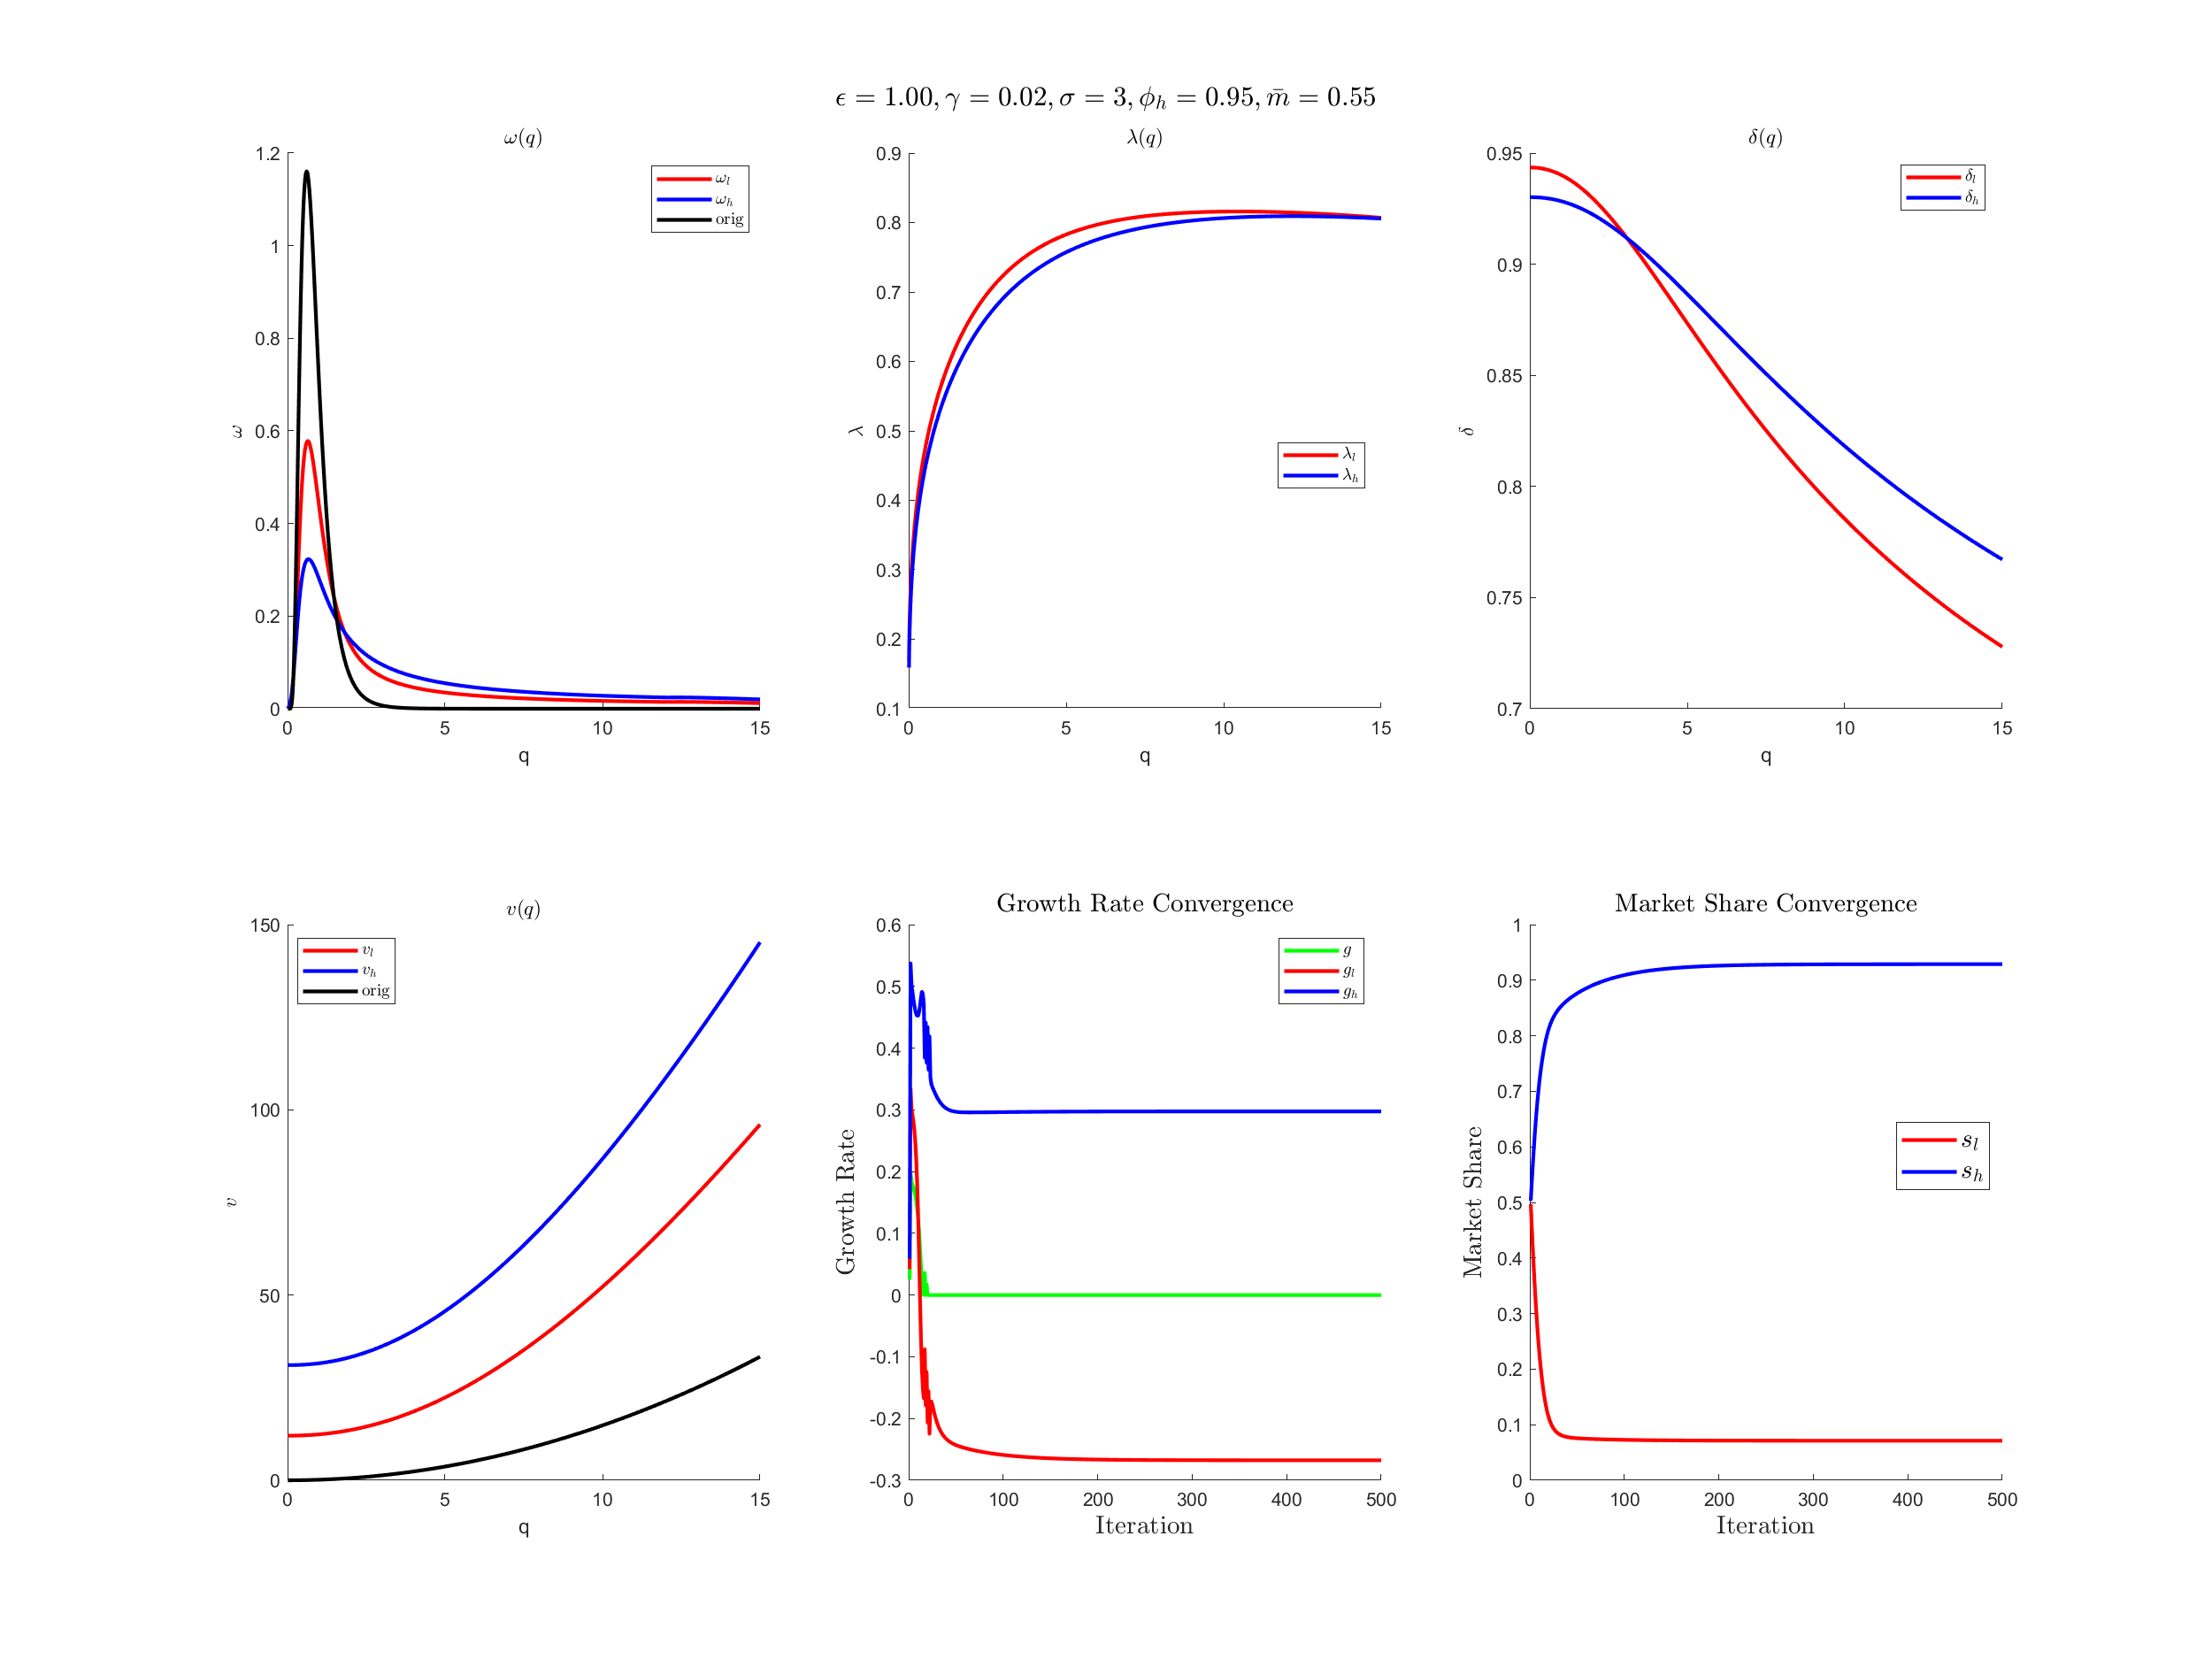 ϵ = 1.00, γ = 0.02, σ = 3, ϕ_h = 0.95, m̄ = 0.55
ω(q)
1.2
1
0.8
0.6
0.4
0.2
0
ω
0 5 10 15
q
ω_l
ω_h
orig
λ(q)
0.9
0.8
0.7
0.6
0.5
0.4
0.3
0.2
0.1
λ
0 5 10 15
q
λ_l
λ_h
δ(q)
0.95
0.9
0.85
0.8
0.75
0.7
δ
0 5 10 15
q
δ_l
δ_h
v(q)
150
100
50
0
v
0 5 10 15
q
v_l
v_h
orig
Growth Rate Convergence
0.6
0.5
0.4
0.3
0.2
0.1
0
-0.1
-0.2
-0.3
Growth Rate
0 100 200 300 400 500
Iteration
g
g_l
g_h
Market Share Convergence
1
0.9
0.8
0.7
0.6
0.5
0.4
0.3
0.2
0.1
0
Market Share
0 100 200 300 400 500
Iteration
s_l
s_h